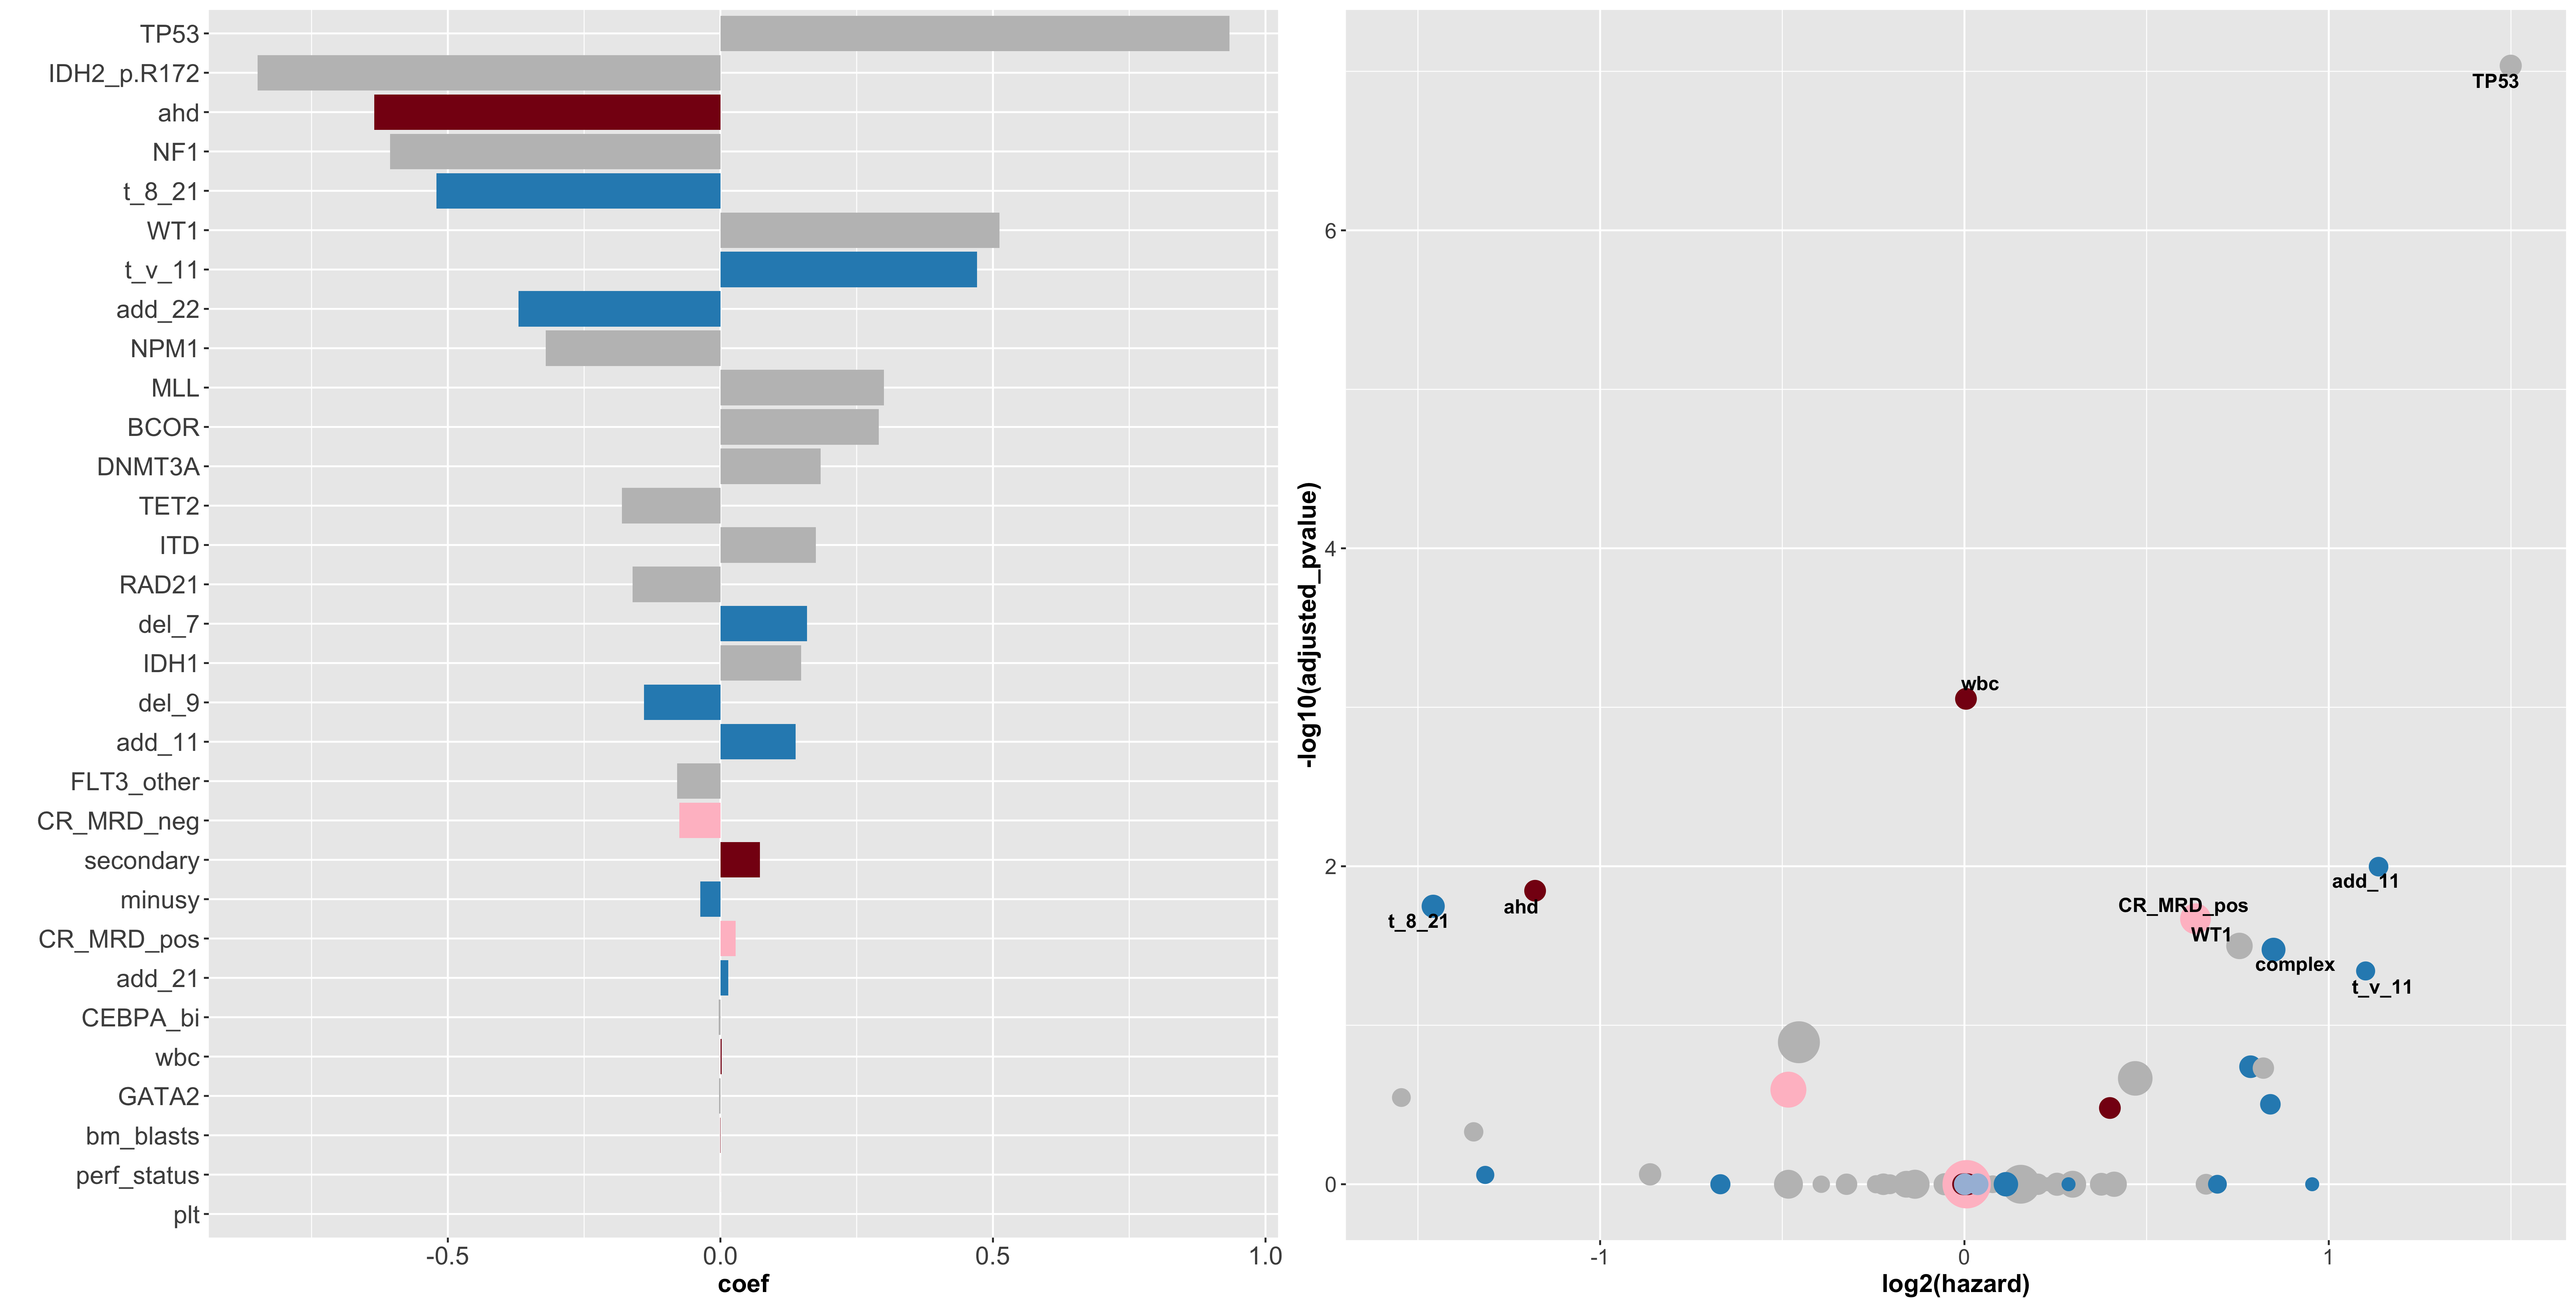 TP53
IDH2_p.R172
ahd
NF1
t_8_21
WT1
t_v_11
add_22
NPM1
MLL
BCOR
DNMT3A
TET2
ITD
RAD21
del_7
IDH1
del_9
add_11
FLT3_other
CR_MRD_neg
secondary
minusy
CR_MRD_pos
add_21
CEBPA_bi
wbc
GATA2
bm_blasts
perf_status
plt
-0.5 0.0 0.5 1.0
coef
-log10(adjusted_pvalue)
6
4
2
0
TP53
wbc
add_11
ahd
CR_MRD_pos
t_8_21
WT1
complex
t_v_11
-1 0 1
log2(hazard)